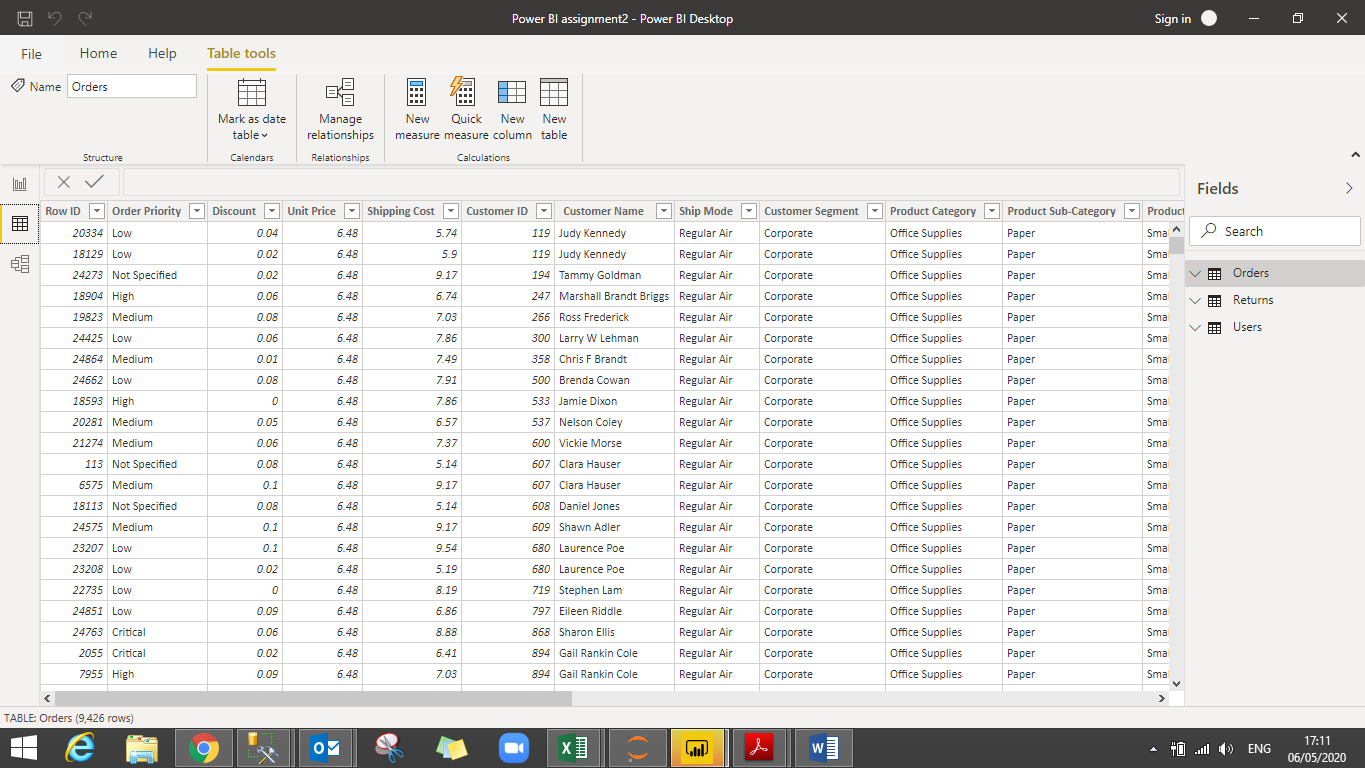 Power BI assignment2 - Power BI Desktop
Sign in
File Home Help Table tools
Name Orders
Mark as date table
Manage relationships
New measure
Quick measure
New column
New table
Structure Calendars Relationships Calculations
Row ID Order Priority Discount Unit Price Shipping Cost Customer ID Customer Name Ship Mode Customer Segment Product Category Product Sub-Category Product
20334 Low 0.04 6.48 5.74 119 Judy Kennedy Regular Air Corporate Office Supplies Paper Smal
18129 Low 0.02 6.48 5.9 119 Judy Kennedy Regular Air Corporate Office Supplies Paper Smal
24273 Not Specified 0.02 6.48 9.17 194 Tammy Goldman Regular Air Corporate Office Supplies Paper Smal
18904 High 0.06 6.48 6.74 247 Marshall Brandt Briggs Regular Air Corporate Office Supplies Paper Smal
19823 Medium 0.08 6.48 7.03 266 Ross Frederick Regular Air Corporate Office Supplies Paper Smal
24425 Low 0.06 6.48 7.86 300 Larry W Lehman Regular Air Corporate Office Supplies Paper Smal
24864 Medium 0.01 6.48 7.49 358 Chris F Brandt Regular Air Corporate Office Supplies Paper Smal
24662 Low 0.08 6.48 7.91 500 Brenda Cowan Regular Air Corporate Office Supplies Paper Smal
18593 High 0 6.48 7.86 533 Jamie Dixon Regular Air Corporate Office Supplies Paper Smal
20281 Medium 0.05 6.48 6.57 537 Nelson Coley Regular Air Corporate Office Supplies Paper Smal
21274 Medium 0.06 6.48 7.37 600 Vickie Morse Regular Air Corporate Office Supplies Paper Smal
113 Not Specified 0.08 6.48 5.14 607 Clara Hauser Regular Air Corporate Office Supplies Paper Smal
6575 Medium 0.1 6.48 9.17 607 Clara Hauser Regular Air Corporate Office Supplies Paper Smal
18113 Not Specified 0.08 6.48 5.14 608 Daniel Jones Regular Air Corporate Office Supplies Paper Smal
24575 Medium 0.1 6.48 9.17 609 Shawn Adler Regular Air Corporate Office Supplies Paper Smal
23207 Low 0.1 6.48 9.54 680 Laurence Poe Regular Air Corporate Office Supplies Paper Smal
23208 Low 0.02 6.48 5.19 680 Laurence Poe Regular Air Corporate Office Supplies Paper Smal
22735 Low 0 6.48 8.19 719 Stephen Lam Regular Air Corporate Office Supplies Paper Smal
24851 Low 0.09 6.48 6.86 797 Eileen Riddle Regular Air Corporate Office Supplies Paper Smal
24763 Critical 0.06 6.48 8.88 868 Sharon Ellis Regular Air Corporate Office Supplies Paper Smal
2055 Critical 0.02 6.48 6.41 894 Gail Rankin Cole Regular Air Corporate Office Supplies Paper Smal
7955 High 0.09 6.48 7.03 894 Gail Rankin Cole Regular Air Corporate Office Supplies Paper Smal
Fields
Search
Orders
Returns
Users
TABLE: Orders (9,426 rows)
ENG
17:11
06/05/2020